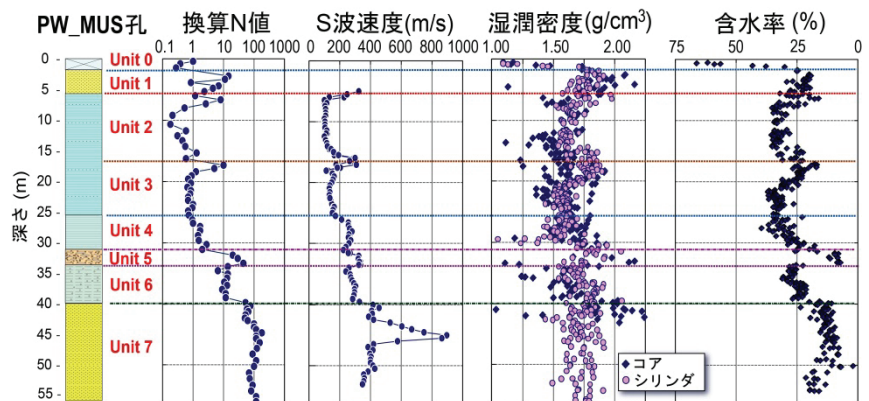 PW_MUS孔 換算N値 S波速度(m/s) 湿潤密度(g/cm³) 含水率 (%)
0.1 1 10 100 1000 0 200 400 600 800 1000 1.00 1.50 2.00 75 50 25 0
深さ (m)
0
5
10
15
20
25
30
35
40
45
50
55
Unit 0
Unit 1
Unit 2
Unit 3
Unit 4
Unit 5
Unit 6
Unit 7
コア
シリンダ